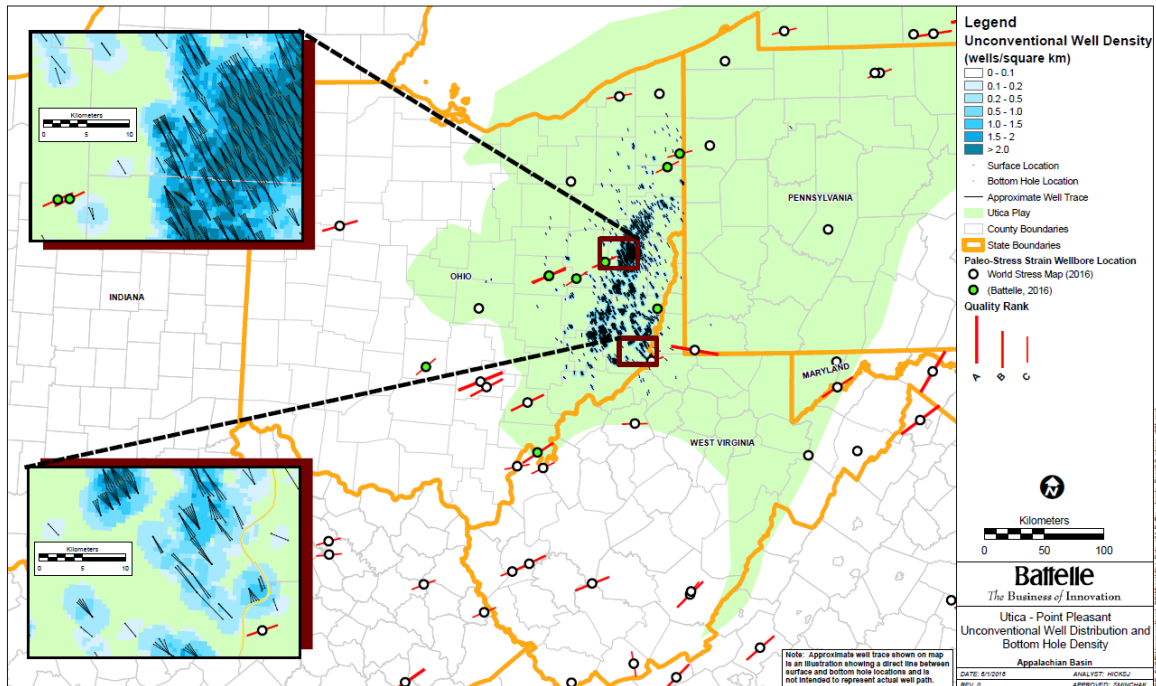 Legend
Unconventional Well Density
(wells/square km)
0 - 0.1
0.1 - 0.2
0.2 - 0.5
0.5 - 1.0
1.0 - 1.5
1.5 - 2
> 2.0
Surface Location
Bottom Hole Location
Approximate Well Trace
Utica Play
County Boundaries
State Boundaries
Paleo-Stress Strain Wellbore Location
World Stress Map (2016)
(Battelle, 2016)
Quality Rank
A B C
N
Kilometers
0 50 100
Battelle
The Business of Innovation
Utica - Point Pleasant
Unconventional Well Distribution and
Bottom Hole Density
Appalachian Basin
DATE: 6/1/2016 ANALYST: HICKSJ
REV. 0 APPROVED:
Kilometers
0 5 10
INDIANA
OHIO
PENNSYLVANIA
MARYLAND
WEST VIRGINIA
Kilometers
0 5 10
Note: Approximate well trace shown on map
is an illustration showing a direct line between
surface and bottom hole locations and is
not intended to represent actual well path.